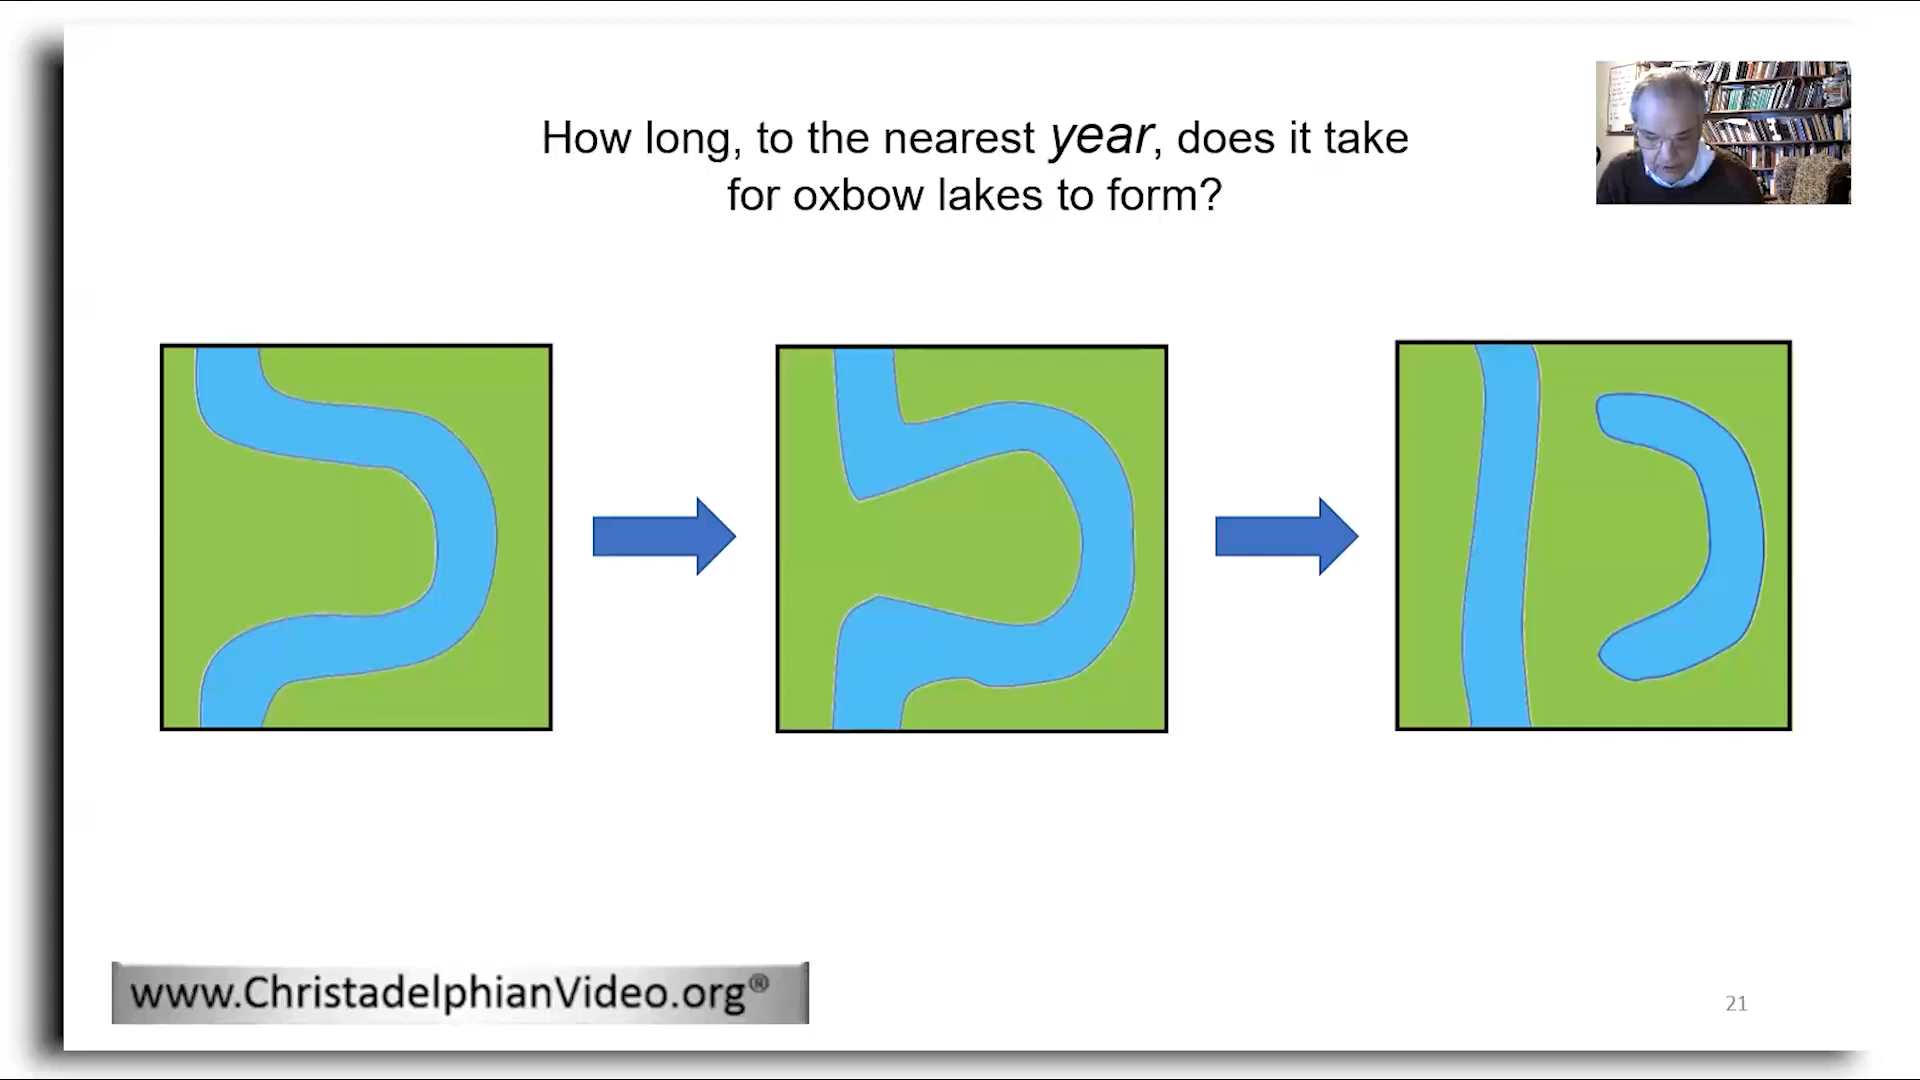 How long, to the nearest year, does it take
for oxbow lakes to form?
www.ChristadelphianVideo.org®
21